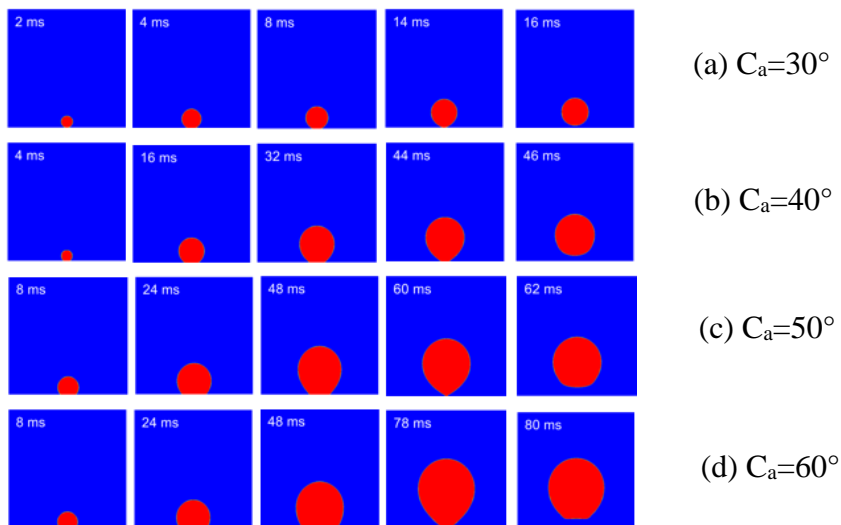 2 ms 4 ms 8 ms 14 ms 16 ms (a) Cₐ=30°
4 ms 16 ms 32 ms 44 ms 46 ms (b) Cₐ=40°
8 ms 24 ms 48 ms 60 ms 62 ms (c) Cₐ=50°
8 ms 24 ms 48 ms 78 ms 80 ms (d) Cₐ=60°